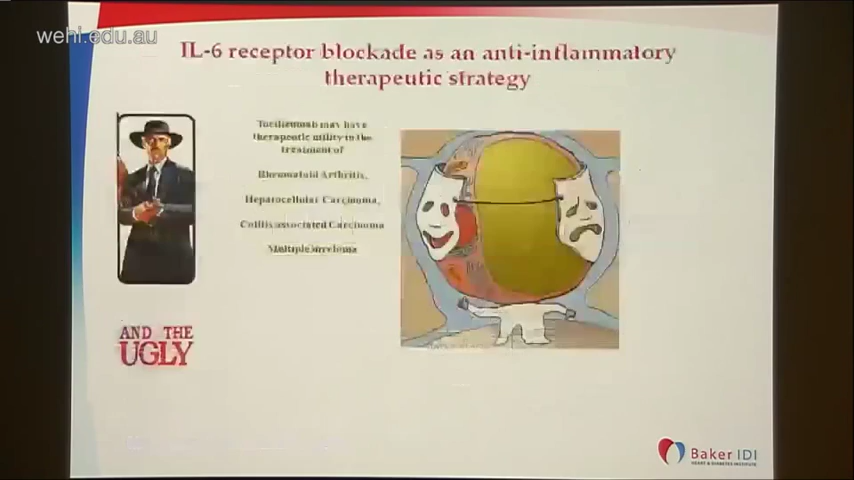 wehi.edu.au
IL-6 receptor blockade as an anti-inflammatory
therapeutic strategy
Tocilizumab may have
therapeutic utility in the
treatment of
Rheumatoid Arthritis,
Hepatocellular Carcinoma,
Colitis associated Carcinoma
Multiple myeloma
AND THE
UGLY
Baker IDI
HEART & DIABETES INSTITUTE